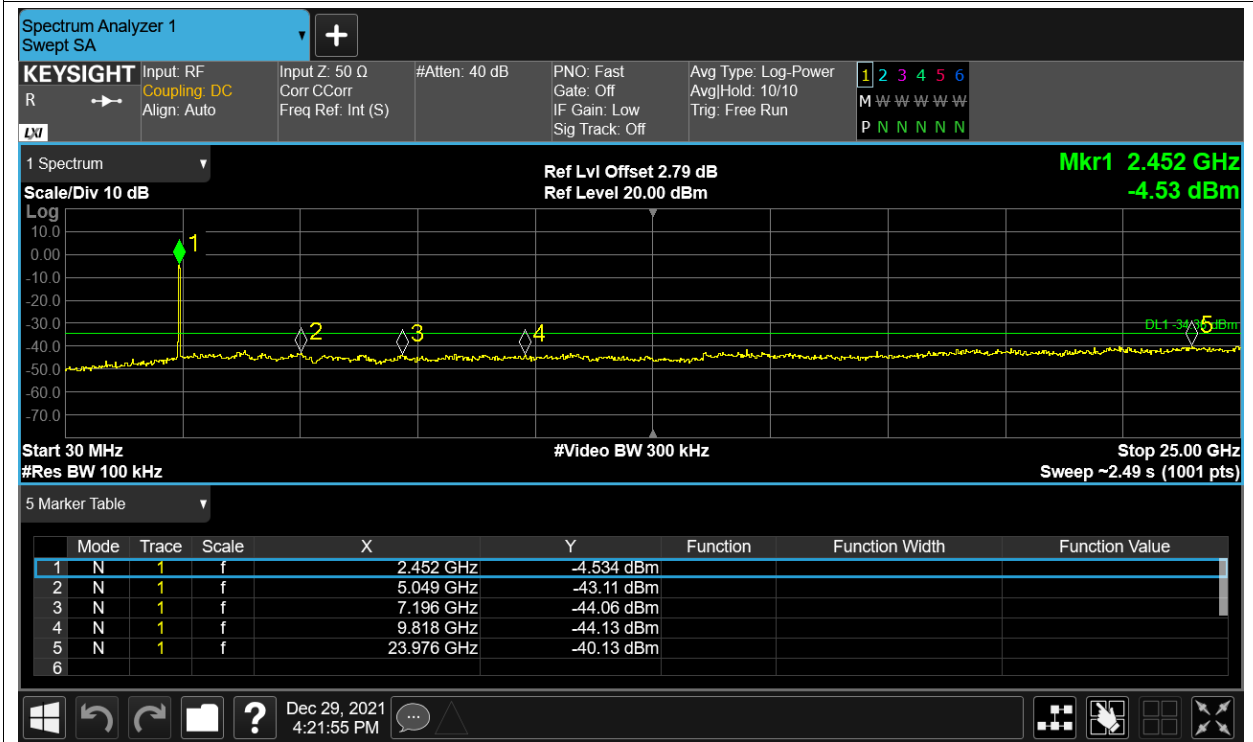 Spectrum Analyzer 1
Swept SA
+
KEYSIGHT Input: RF Input Z: 50 Ω #Atten: 40 dB PNO: Fast Avg Type: Log-Power 1 2 3 4 5 6
R Coupling: DC Corr CCorr Gate: Off Avg|Hold: 10/10 M W W W W W
Align: Auto Freq Ref: Int (S) IF Gain: Low Trig: Free Run
LXI Sig Track: Off P N N N N N
1 Spectrum Ref Lvl Offset 2.79 dB Mkr1 2.452 GHz
Scale/Div 10 dB Ref Level 20.00 dBm -4.53 dBm
Log
10.0
1
0.00
-10.0
-20.0
-30.0
2 3 4 5
DL1 dBm
-40.0
-50.0
-60.0
-70.0
Start 30 MHz #Video BW 300 kHz Stop 25.00 GHz
#Res BW 100 kHz Sweep ~2.49 s (1001 pts)
5 Marker Table
Mode Trace Scale X Y Function Function Width Function Value
1 N 1 f 2.452 GHz -4.534 dBm
2 N 1 f 5.049 GHz -43.11 dBm
3 N 1 f 7.196 GHz -44.06 dBm
4 N 1 f 9.818 GHz -44.13 dBm
5 N 1 f 23.976 GHz -40.13 dBm
6
? Dec 29, 2021
4:21:55 PM